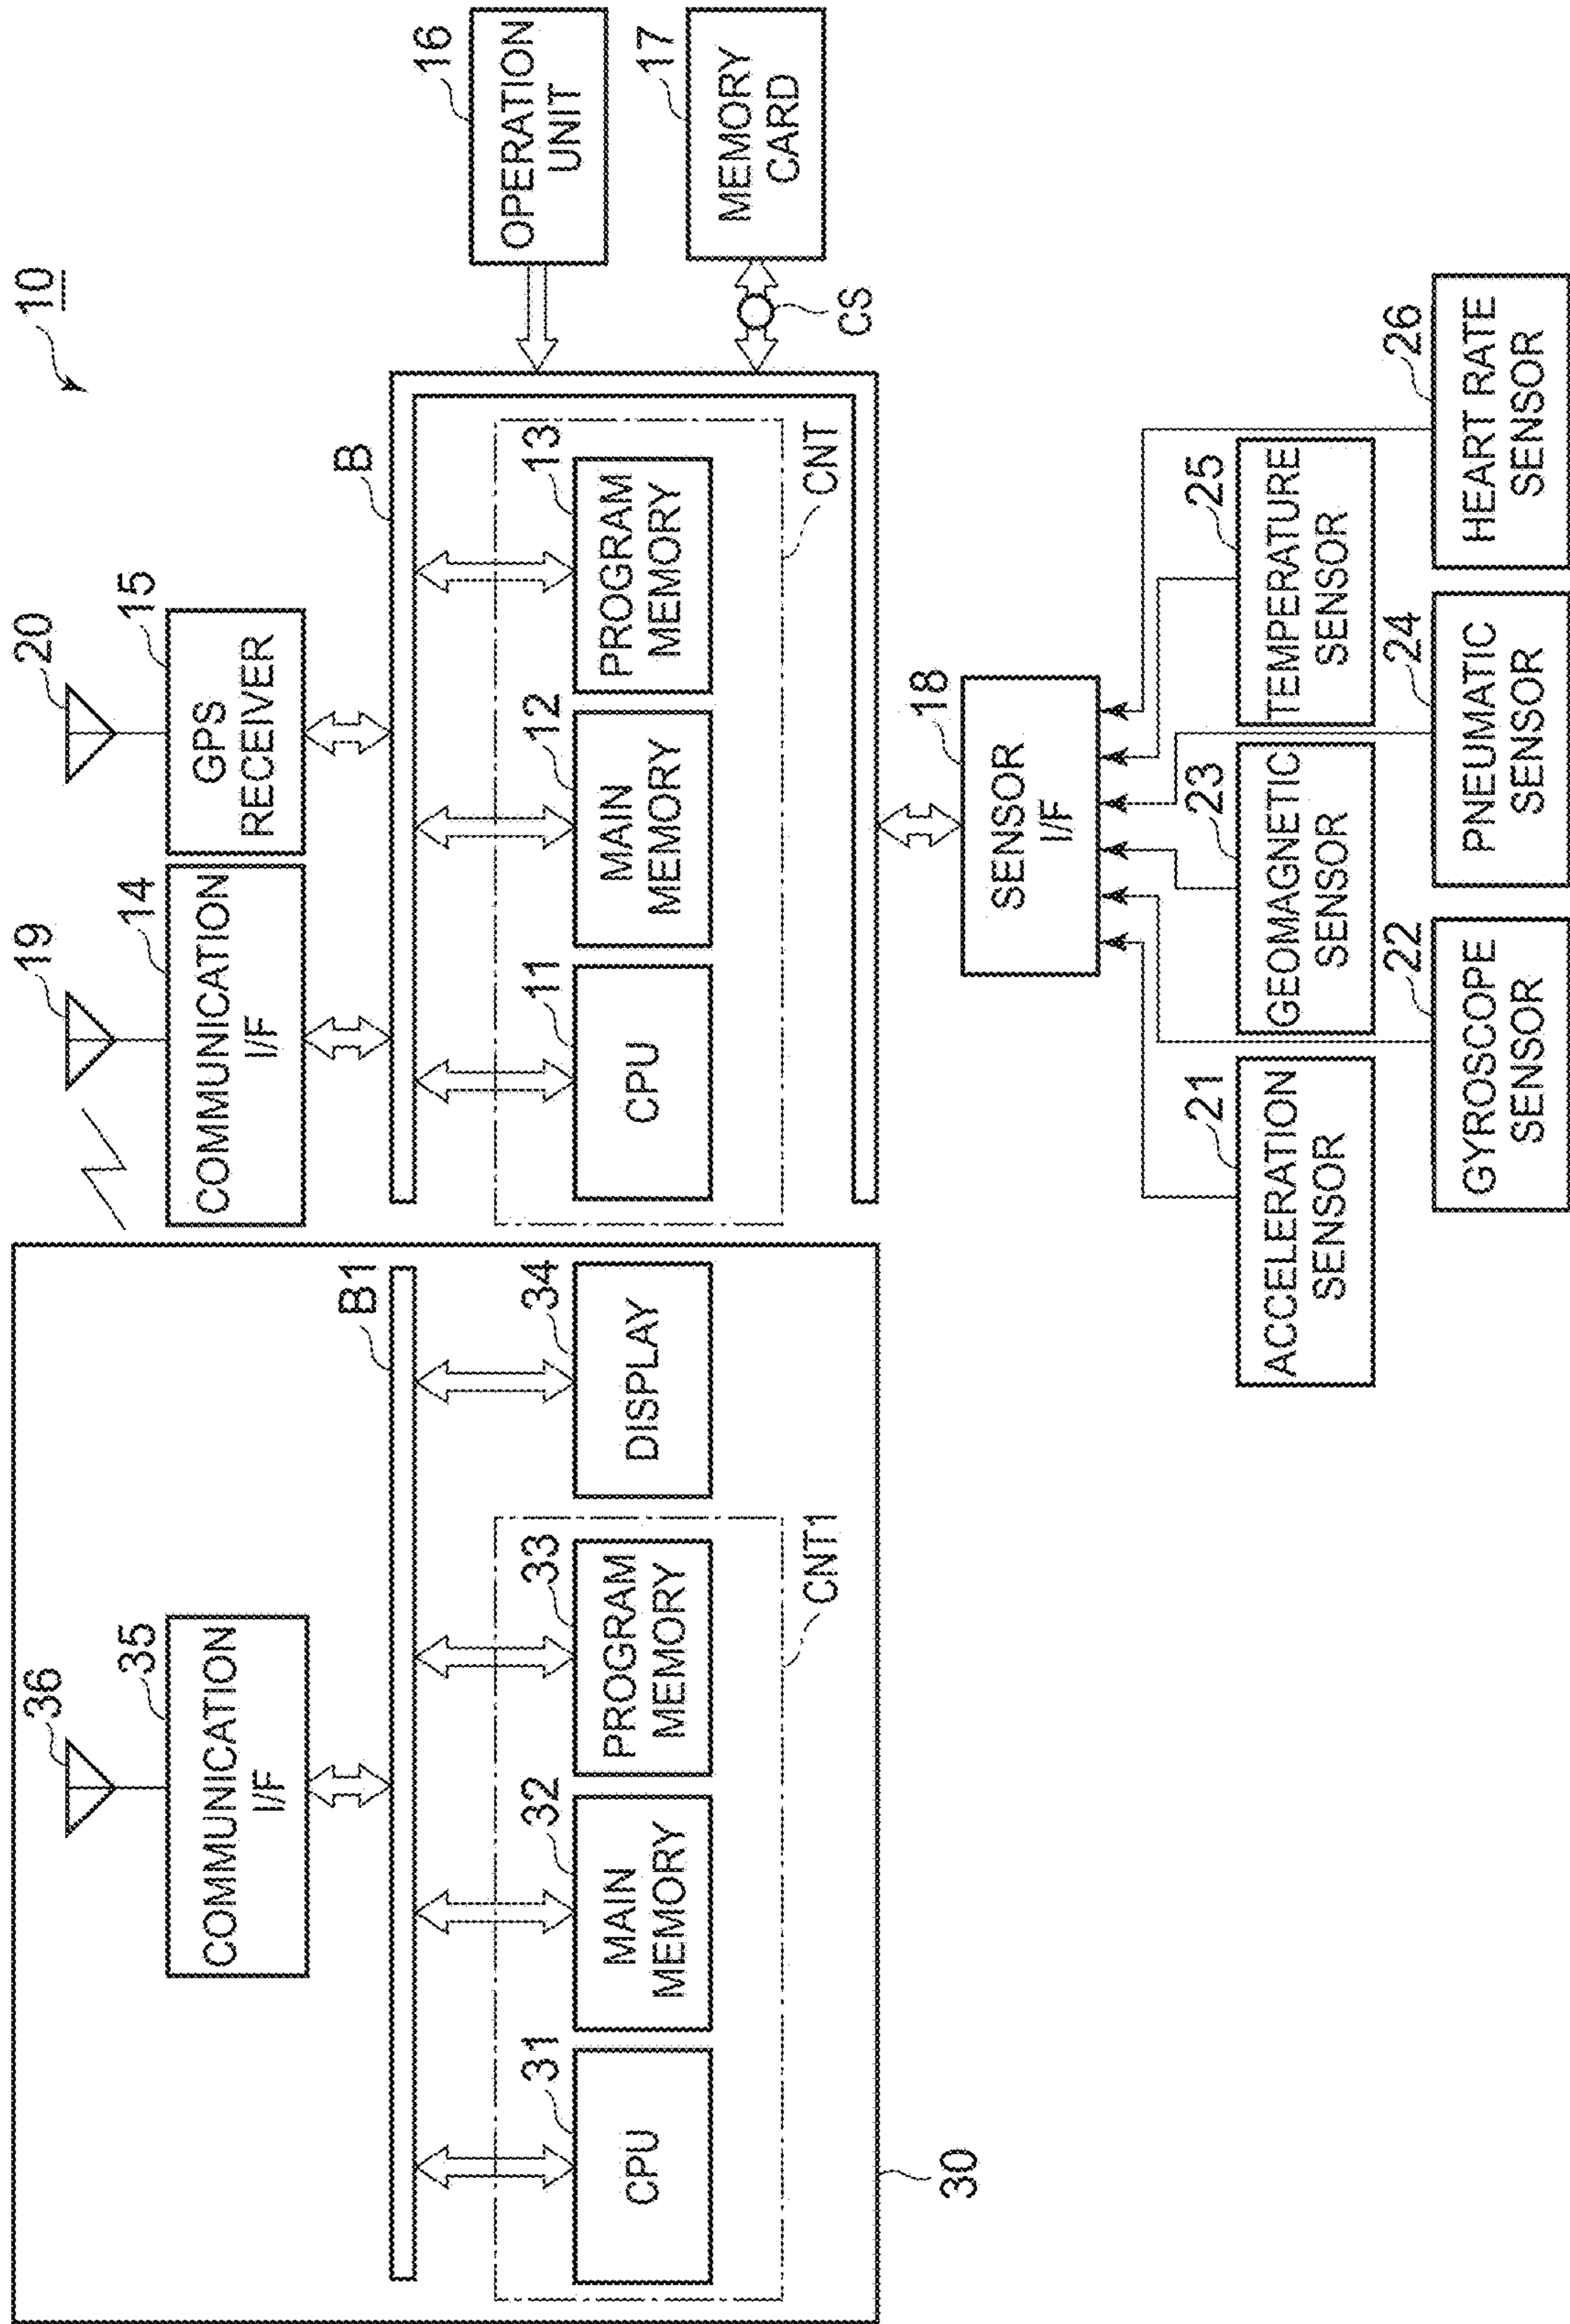 10
36
35
COMMUNICATION
I/F
19
14
COMMUNICATION
I/F
20
15
GPS
RECEIVER
B1
B
16
OPERATION
UNIT
31
CPU
32
MAIN
MEMORY
33
PROGRAM
MEMORY
34
DISPLAY
11
CPU
12
MAIN
MEMORY
13
PROGRAM
MEMORY
17
MEMORY
CARD
CNT1
CNT
CS
30
18
SENSOR
I/F
21
ACCELERATION
SENSOR
23
GEOMAGNETIC
SENSOR
25
TEMPERATURE
SENSOR
22
GYROSCOPE
SENSOR
24
PNEUMATIC
SENSOR
26
HEART RATE
SENSOR